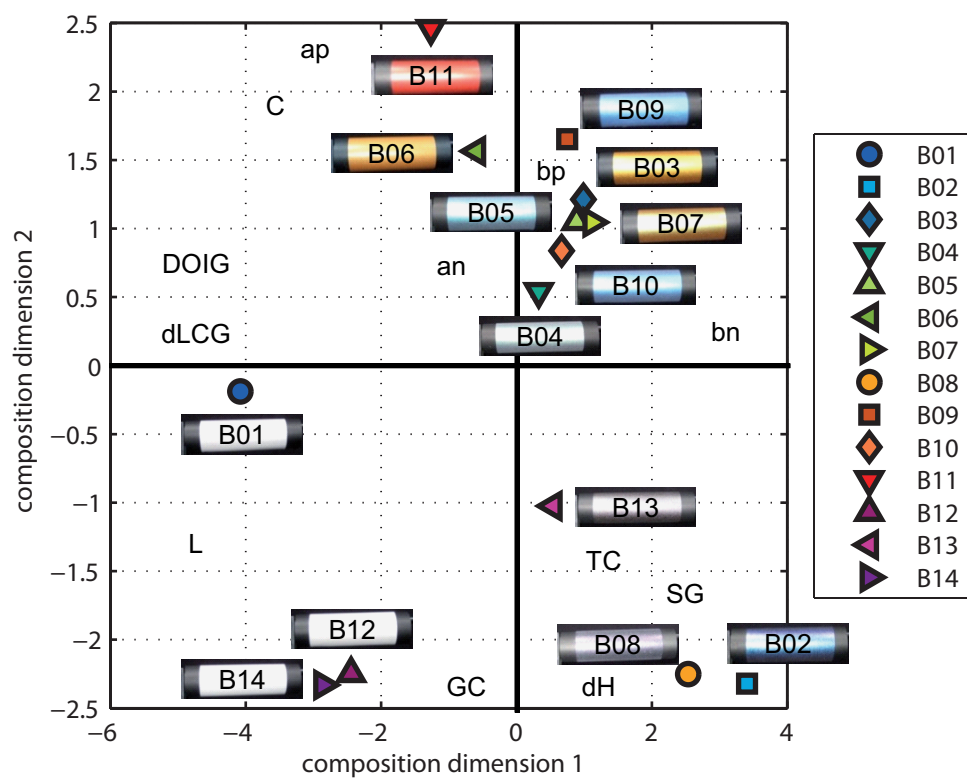 2.5
ap
B11
2
C
B09
B06
1.5
bp
B03
B05
1
B07
DOIG
an
B10
0.5
dLCG
B04
bn
0
B01
−0.5
B13
−1
L
TC
−1.5
SG
B12
−2
B08
B02
B14
GC
dH
−2.5
−6
−4
−2
0
2
4
composition dimension 1
composition dimension 2
B01
B02
B03
B04
B05
B06
B07
B08
B09
B10
B11
B12
B13
B14